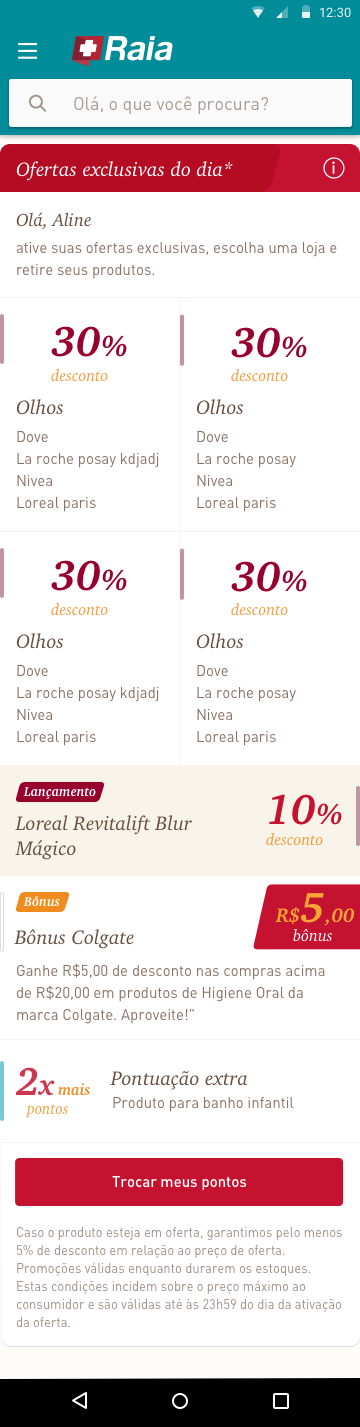 12:30
Raia
Olá, o que você procura?
Ofertas exclusivas do dia*
Olá, Aline
ative suas ofertas exclusivas, escolha uma loja e
retire seus produtos.
30%
desconto
Olhos
Dove
La roche posay kdjadj
Nivea
Loreal paris
30%
desconto
Olhos
Dove
La roche posay
Nivea
Loreal paris
30%
desconto
Olhos
Dove
La roche posay kdjadj
Nivea
Loreal paris
30%
desconto
Olhos
Dove
La roche posay
Nivea
Loreal paris
Lançamento
Loreal Revitalift Blur
Mágico
10%
desconto
Bônus
Bônus Colgate
R$5,00
bônus
Ganhe R$5,00 de desconto nas compras acima
de R$20,00 em produtos de Higiene Oral da
marca Colgate. Aproveite!"
2x mais
pontos
Pontuação extra
Produto para banho infantil
Trocar meus pontos
Caso o produto esteja em oferta, garantimos pelo menos
5% de desconto em relação ao preço de oferta.
Promoções válidas enquanto durarem os estoques.
Estas condições incidem sobre o preço máximo ao
consumidor e são válidas até às 23h59 do dia da ativação
da oferta.